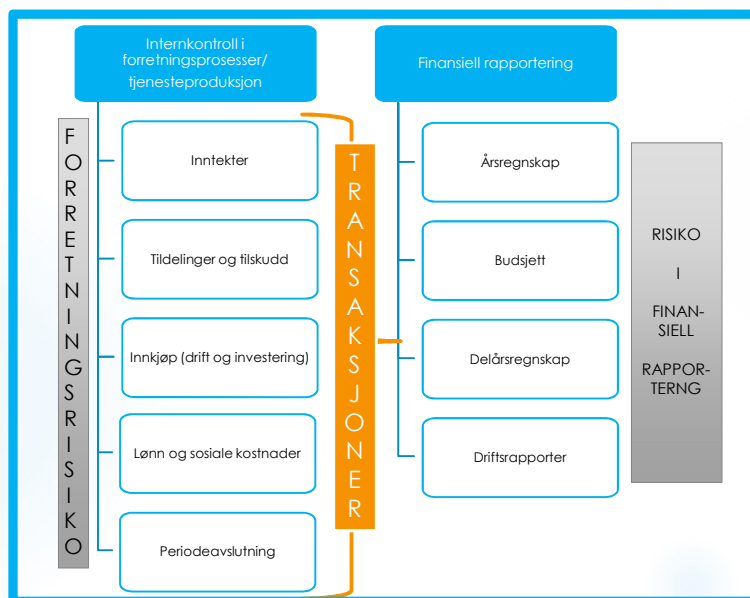 Internkontroll i
forretningsprosesser/
tjenesteproduksjon
FORRETNINGSRISIKO
Inntekter
Tildelinger og tilskudd
Innkjøp (drift og investering)
Lønn og sosiale kostnader
Periodeavslutning
TRANSAKSJONER
Finansiell rapportering
Årsregnskap
Budsjett
Delårsregnskap
Driftsrapporter
RISIKO
I
FINAN-
SIELL
RAPPOR-
TERNG